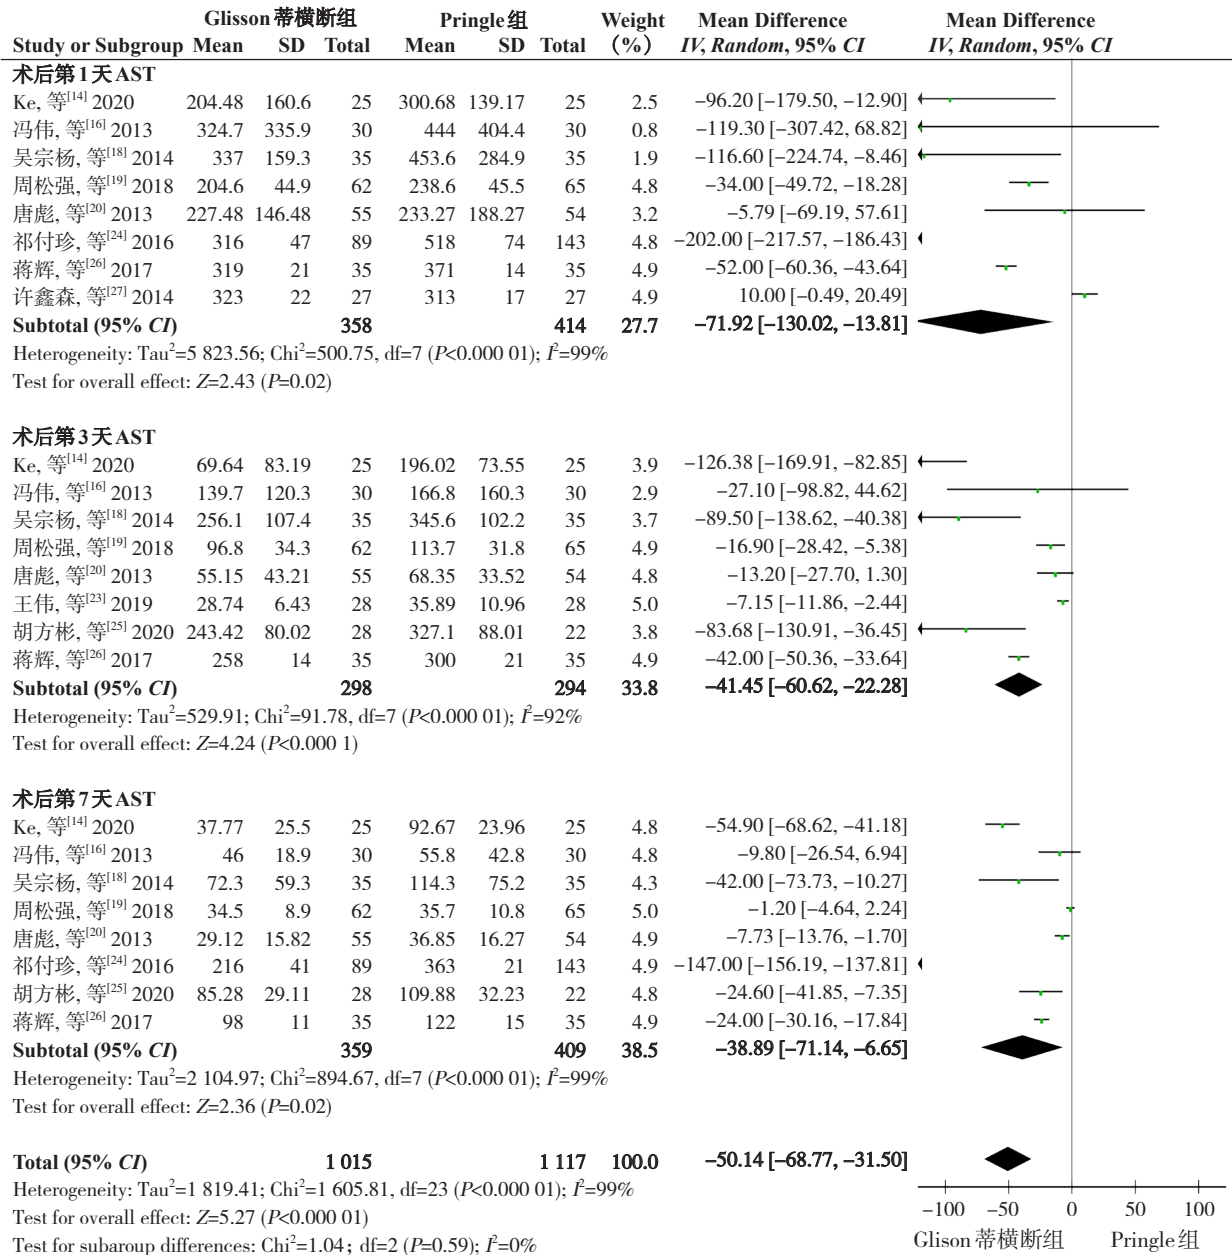 Glisson蒂横断组 Pringle组 Weight Mean Difference Mean Difference
Study or Subgroup Mean SD Total Mean SD Total (%) IV, Random, 95% CI IV, Random, 95% CI
术后第1天AST
Ke, 等[14] 2020 204.48 160.6 25 300.68 139.17 25 2.5 −96.20 [−179.50, −12.90]
冯伟, 等[16] 2013 324.7 335.9 30 444 404.4 30 0.8 −119.30 [−307.42, 68.82]
吴宗杨, 等[18] 2014 337 159.3 35 453.6 284.9 35 1.9 −116.60 [−224.74, −8.46]
周松强, 等[19] 2018 204.6 44.9 62 238.6 45.5 65 4.8 −34.00 [−49.72, −18.28]
唐彪, 等[20] 2013 227.48 146.48 55 233.27 188.27 54 3.2 −5.79 [−69.19, 57.61]
祁付珍, 等[24] 2016 316 47 89 518 74 143 4.8 −202.00 [−217.57, −186.43]
蒋辉, 等[26] 2017 319 21 35 371 14 35 4.9 −52.00 [−60.36, −43.64]
许鑫森, 等[27] 2014 323 22 27 313 17 27 4.9 10.00 [−0.49, 20.49]
Subtotal (95% CI) 358 414 27.7 −71.92 [−130.02, −13.81]
Heterogeneity: Tau²=5 823.56; Chi²=500.75, df=7 (P<0.000 01); I²=99%
Test for overall effect: Z=2.43 (P=0.02)
术后第3天AST
Ke, 等[14] 2020 69.64 83.19 25 196.02 73.55 25 3.9 −126.38 [−169.91, −82.85]
冯伟, 等[16] 2013 139.7 120.3 30 166.8 160.3 30 2.9 −27.10 [−98.82, 44.62]
吴宗杨, 等[18] 2014 256.1 107.4 35 345.6 102.2 35 3.7 −89.50 [−138.62, −40.38]
周松强, 等[19] 2018 96.8 34.3 62 113.7 31.8 65 4.9 −16.90 [−28.42, −5.38]
唐彪, 等[20] 2013 55.15 43.21 55 68.35 33.52 54 4.8 −13.20 [−27.70, 1.30]
王伟, 等[23] 2019 28.74 6.43 28 35.89 10.96 28 5.0 −7.15 [−11.86, −2.44]
胡方彬, 等[25] 2020 243.42 80.02 28 327.1 88.01 22 3.8 −83.68 [−130.91, −36.45]
蒋辉, 等[26] 2017 258 14 35 300 21 35 4.9 −42.00 [−50.36, −33.64]
Subtotal (95% CI) 298 294 33.8 −41.45 [−60.62, −22.28]
Heterogeneity: Tau²=529.91; Chi²=91.78, df=7 (P<0.000 01); I²=92%
Test for overall effect: Z=4.24 (P<0.000 1)
术后第7天AST
Ke, 等[14] 2020 37.77 25.5 25 92.67 23.96 25 4.8 −54.90 [−68.62, −41.18]
冯伟, 等[16] 2013 46 18.9 30 55.8 42.8 30 4.8 −9.80 [−26.54, 6.94]
吴宗杨, 等[18] 2014 72.3 59.3 35 114.3 75.2 35 4.3 −42.00 [−73.73, −10.27]
周松强, 等[19] 2018 34.5 8.9 62 35.7 10.8 65 5.0 −1.20 [−4.64, 2.24]
唐彪, 等[20] 2013 29.12 15.82 55 36.85 16.27 54 4.9 −7.73 [−13.76, −1.70]
祁付珍, 等[24] 2016 216 41 89 363 21 143 4.9 −147.00 [−156.19, −137.81]
胡方彬, 等[25] 2020 85.28 29.11 28 109.88 32.23 22 4.8 −24.60 [−41.85, −7.35]
蒋辉, 等[26] 2017 98 11 35 122 15 35 4.9 −24.00 [−30.16, −17.84]
Subtotal (95% CI) 359 409 38.5 −38.89 [−71.14, −6.65]
Heterogeneity: Tau²=2 104.97; Chi²=894.67, df=7 (P<0.000 01); I²=99%
Test for overall effect: Z=2.36 (P=0.02)
Total (95% CI) 1 015 1 117 100.0 −50.14 [−68.77, −31.50]
Heterogeneity: Tau²=1 819.41; Chi²=1 605.81, df=23 (P<0.000 01); I²=99%
Test for overall effect: Z=5.27 (P<0.000 01)
Test for subaroup differences: Chi²=1.04; df=2 (P=0.59); I²=0%
−100 −50 0 50 100
Glison蒂横断组 Pringle组